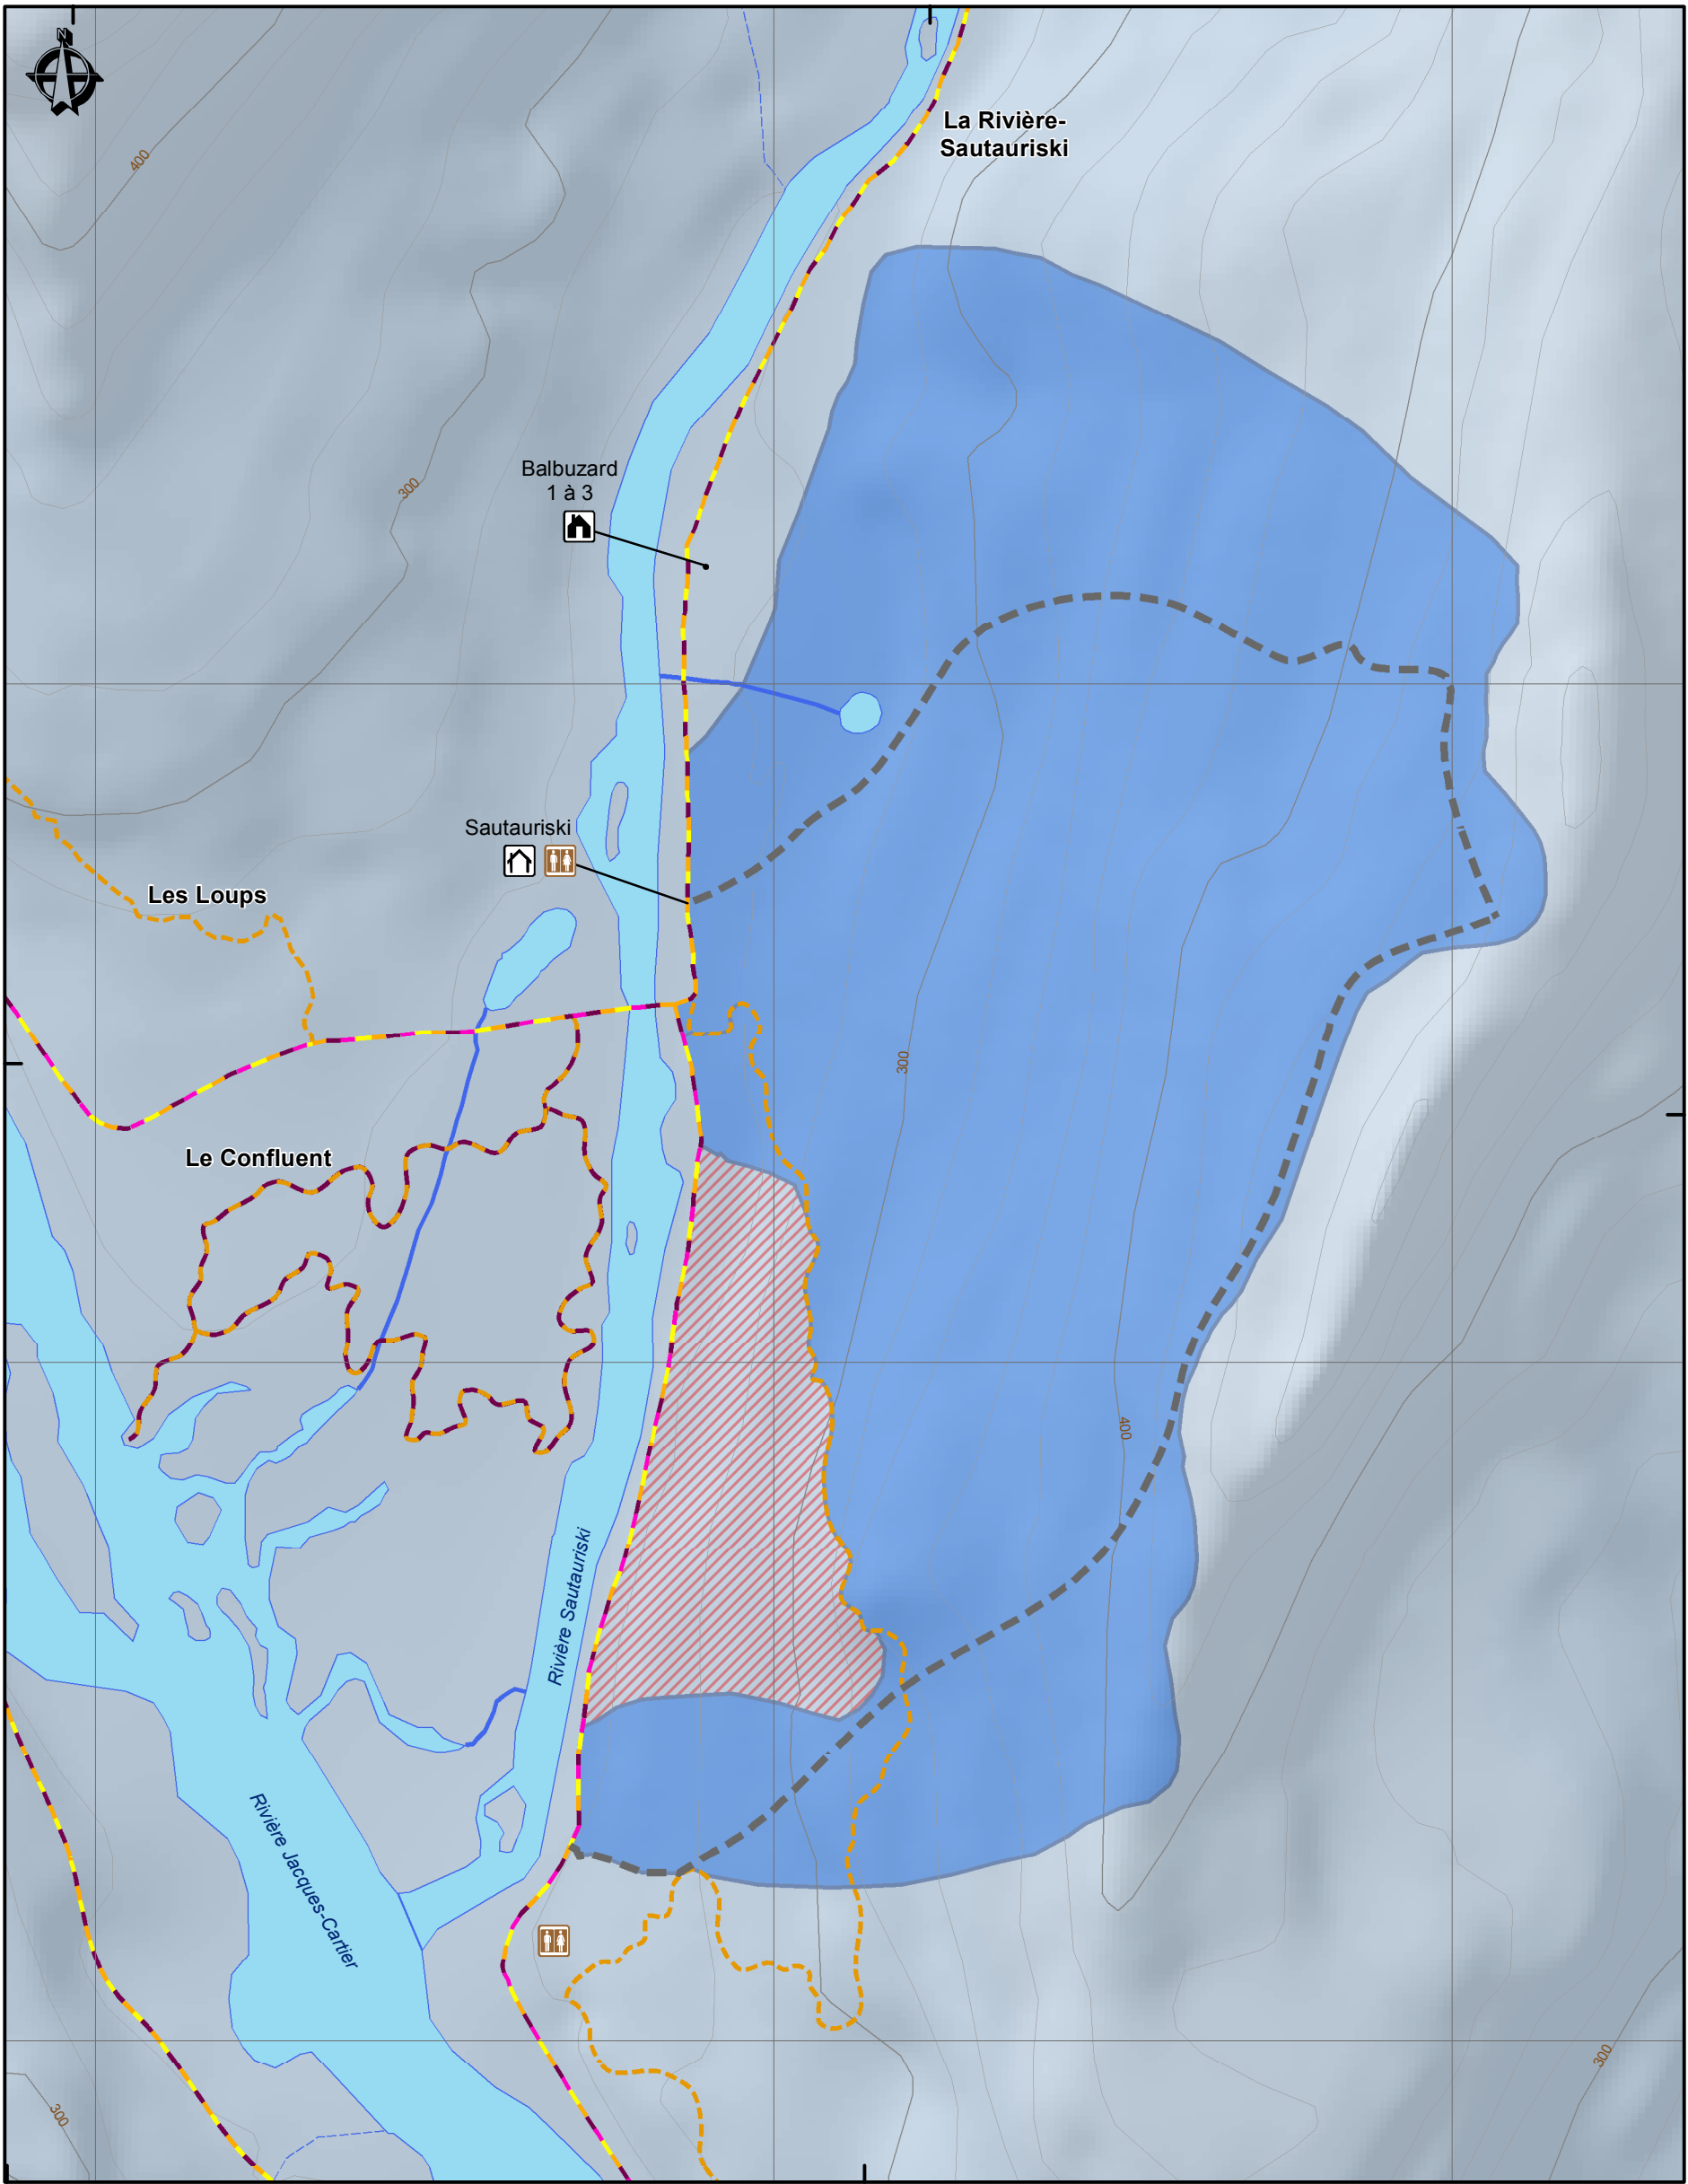 N
La Rivière-
Sautauriski
400
Balbuzard
1 à 3
300
Sautauriski
Les Loups
300
Le Confluent
400
Rivière Sautauriski
Rivière Jacques-Cartier
300
300